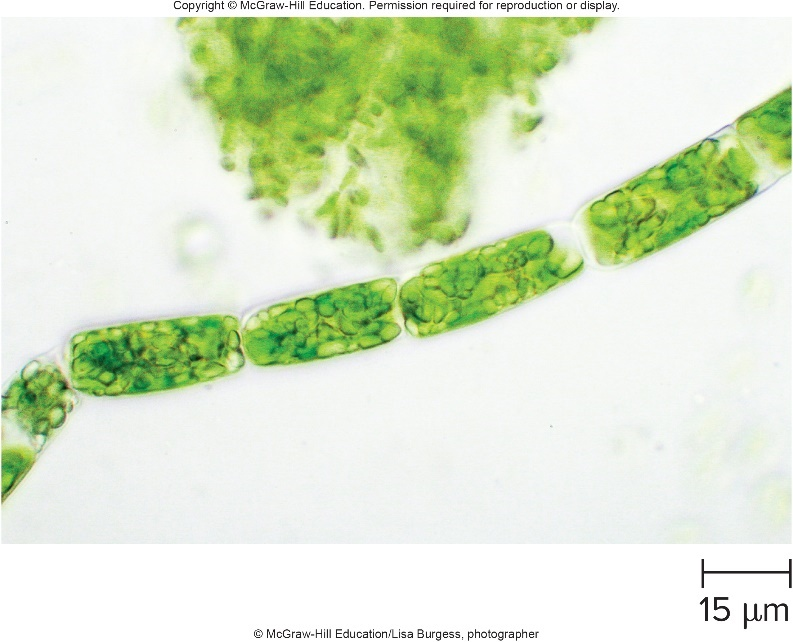 Copyright © McGraw-Hill Education. Permission required for reproduction or display.
15 μm
© McGraw-Hill Education/Lisa Burgess, photographer